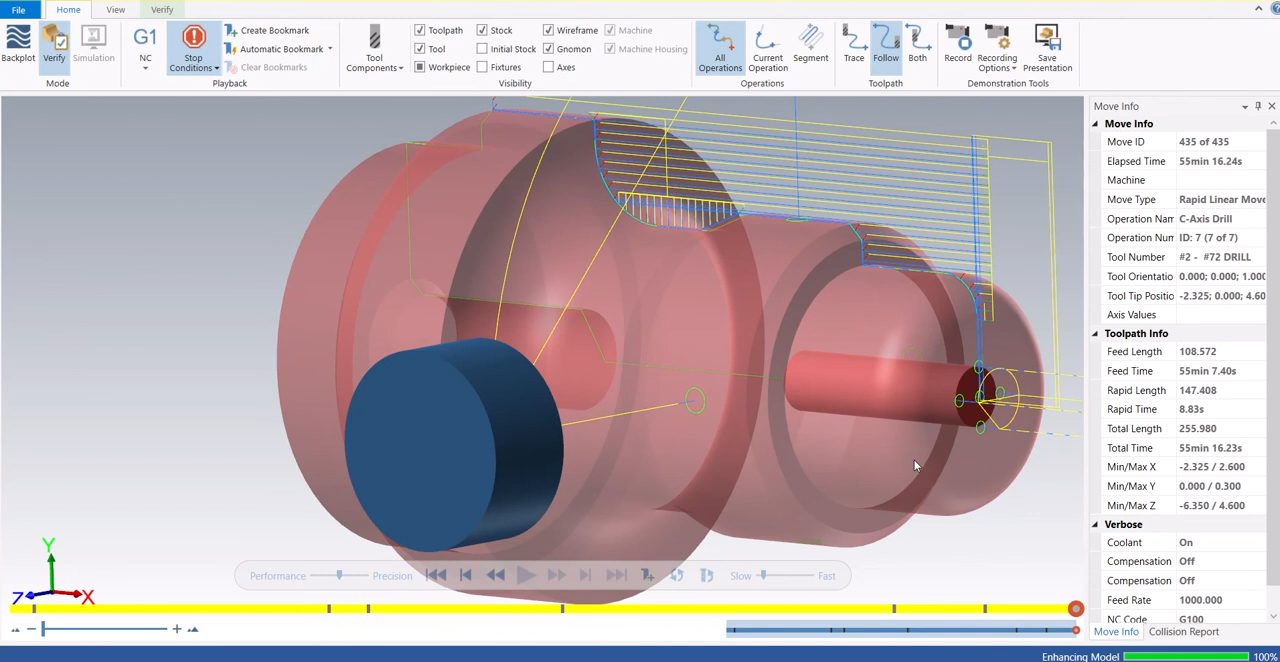 File Home View Verify
Backplot Verify Simulation
Mode
G1
NC
Stop Conditions
Create Bookmark
Automatic Bookmark
Clear Bookmarks
Playback
Tool Components
Toolpath Stock Wireframe Machine
Tool Initial Stock Gnomon Machine Housing
Workpiece Fixtures Axes
Visibility
All Operations
Current Operation
Segment
Operations
Trace Follow Both
Toolpath
Record
Recording Options
Save Presentation
Demonstration Tools
Move Info
Move Info
Move ID 435 of 435
Elapsed Time 55min 16.24s
Machine
Move Type Rapid Linear Move
Operation Nam C-Axis Drill
Operation Num ID: 7 (7 of 7)
Tool Number #2 - #72 DRILL
Tool Orientatio 0.000; 0.000; 1.000
Tool Tip Positio -2.325; 0.000; 4.60
Axis Values
Toolpath Info
Feed Length 108.572
Feed Time 55min 7.40s
Rapid Length 147.408
Rapid Time 8.83s
Total Length 255.980
Total Time 55min 16.23s
Min/Max X -2.325 / 2.600
Min/Max Y 0.000 / 0.300
Min/Max Z -6.350 / 4.600
Verbose
Coolant On
Compensation Off
Compensation Off
Feed Rate 1000.000
NC Code G100
Move Info Collision Report
Performance Precision Slow Fast
Y
Z X
Enhancing Model 100%